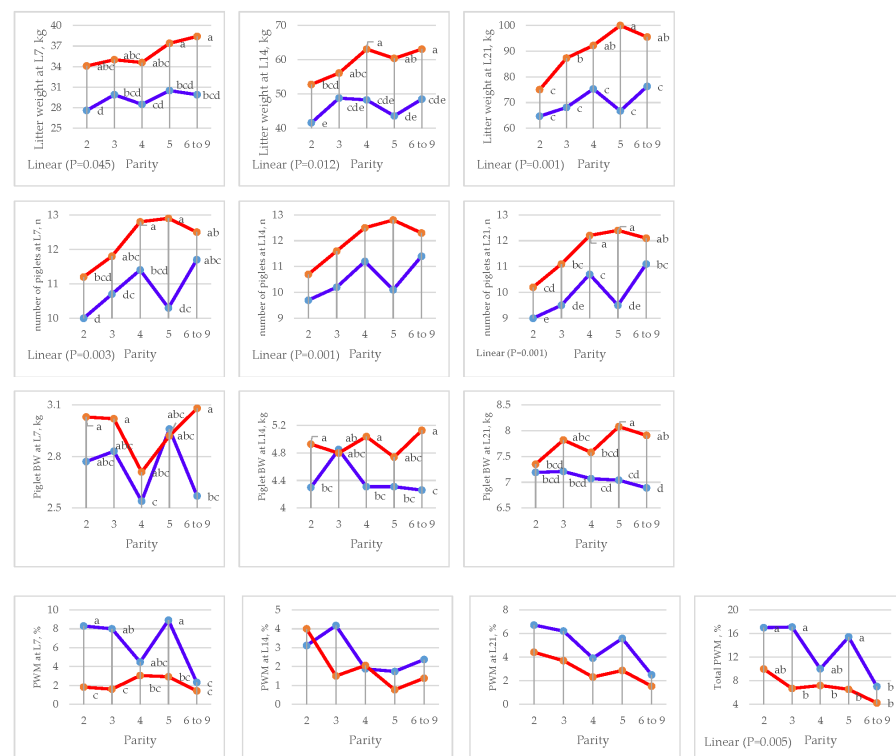 Litter weight at L7, kg
40
37
34
31
28
25
abc
abc
abc
a
a
d
bcd
cd
bcd
bcd
2 3 4 5 6 to 9
Linear (P=0.045) Parity
Litter weight at L14, kg
70
60
50
40
bcd
abc
a
ab
a
e
cde
cde
de
cde
2 3 4 5 6 to 9
Linear (P=0.012) Parity
Litter weight at L21, kg
100
90
80
70
60
c
b
ab
a
ab
c
c
c
c
c
2 3 4 5 6 to 9
Linear (P=0.001) Parity
number of piglets at L7, n
13
12
11
10
bcd
abc
a
a
ab
d
dc
bcd
dc
abc
2 3 4 5 6 to 9
Linear (P=0.003) Parity
number of piglets at L14, n
13
12
11
10
9
2 3 4 5 6 to 9
Linear (P=0.001) Parity
number of piglets at L21, n
13
12
11
10
9
cd
bc
a
a
ab
e
de
c
de
bc
2 3 4 5 6 to 9
Linear (P=0.001) Parity
Piglet BW at L7, kg
3.1
2.8
2.5
a
a
abc
abc
a
abc
abc
c
abc
bc
2 3 4 5 6 to 9
Parity
Piglet BW at L14, kg
5.2
4.8
4.4
4
a
ab
a
abc
a
bc
bc
bc
c
2 3 4 5 6 to 9
Parity
Piglet BW at L21, kg
8.5
8
7.5
7
6.5
bcd
abc
abc
a
ab
bcd
bcd
cd
cd
d
2 3 4 5 6 to 9
Parity
PWM at L7, %
10
8
6
4
2
0
a
ab
abc
a
c
c
c
bc
bc
c
2 3 4 5 6 to 9
Parity
PWM at L14, %
5
4
3
2
1
0
2 3 4 5 6 to 9
Parity
PWM at L21, %
8
6
4
2
0
2 3 4 5 6 to 9
Parity
Total PWM , %
20
16
12
8
4
a
a
ab
a
b
ab
b
b
b
2 3 4 5 6 to 9
Linear (P=0.005) Parity